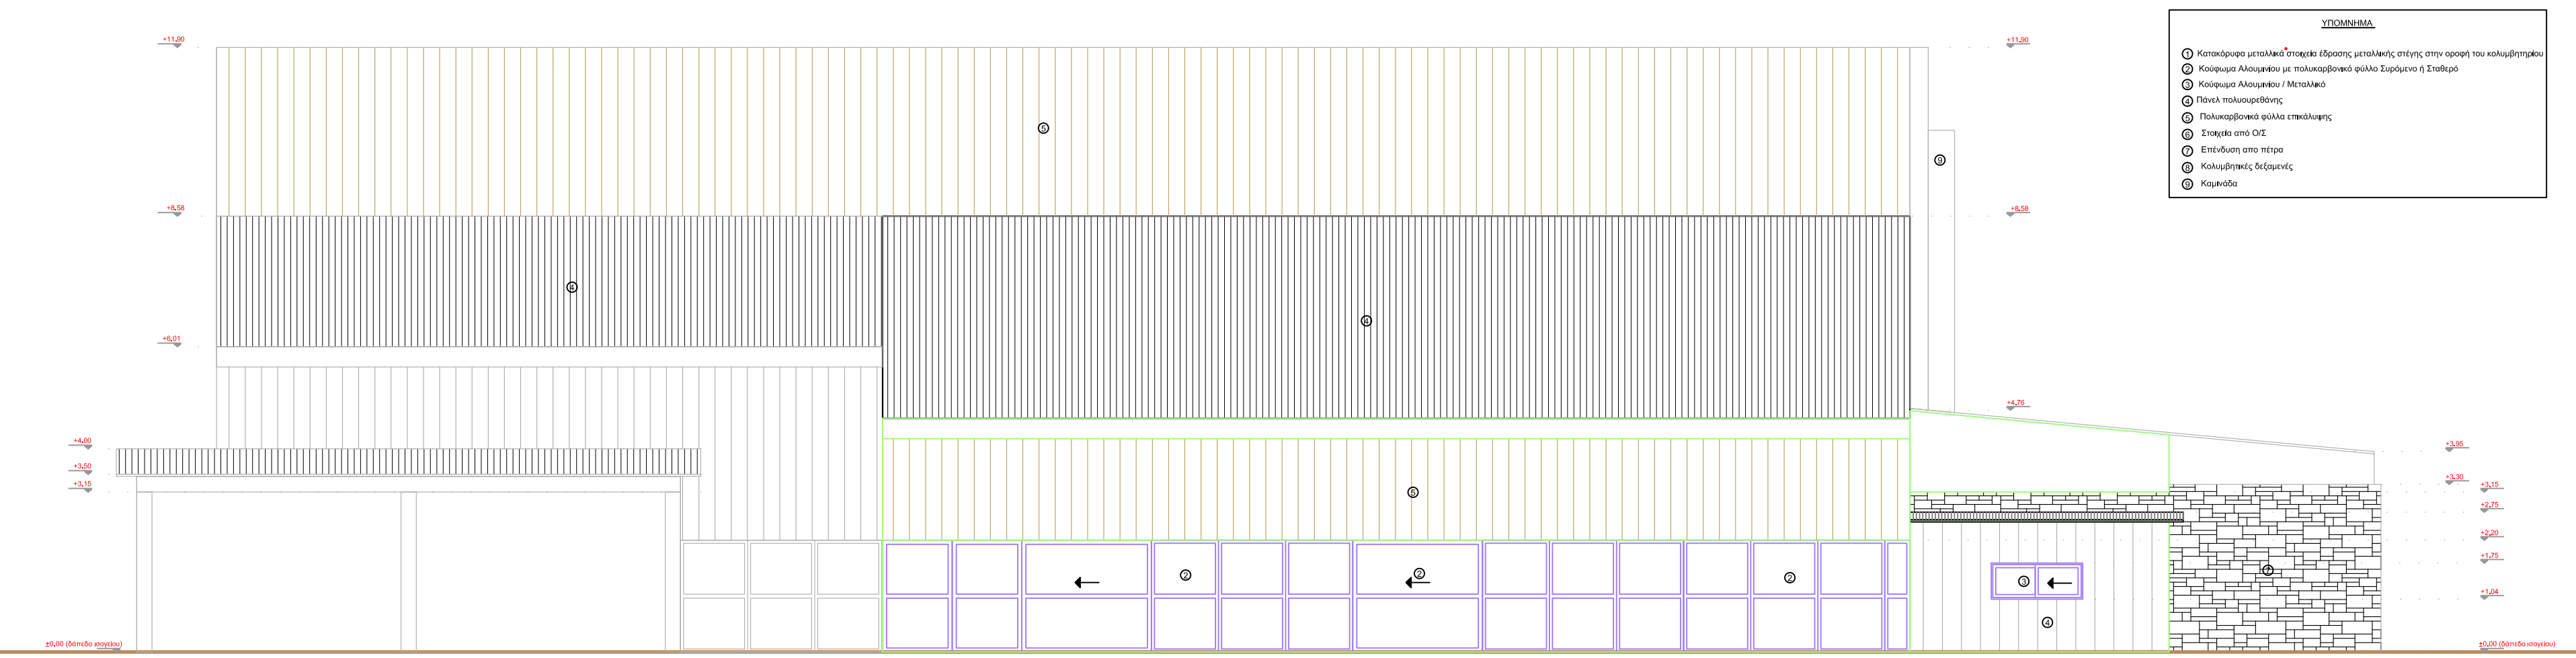 ΥΠΟΜΝΗΜΑ
1 Κατακόρυφα μεταλλικά στοιχεία έδρασης μεταλλικής στέγης στην οροφή του κολυμβητηρίου
2 Κούφωμα Αλουμινίου με πολυκαρβονικό φύλλο Συρόμενο ή Σταθερό
3 Κούφωμα Αλουμινίου / Μεταλλικό
4 Πάνελ πολυουρεθάνης
5 Πολυκαρβονικά φύλλα επικάλυψης
6 Στοιχεία από Ο/Σ
7 Επένδυση απο πέτρα
8 Κολυμβητικές δεξαμενές
9 Καμινάδα
+11,90
+11,90
5
9
+8,58
+8,58
4
4
+6,01
+4,76
+4,00
+3,95
+3,50
+3,30
+3,15
+3,15
5
+2,75
+2,20
+1,75
2
2
2
3
7
+1,04
4
±0,00 (δάπεδο ισογείου)
±0,00 (δάπεδο ισογείου)